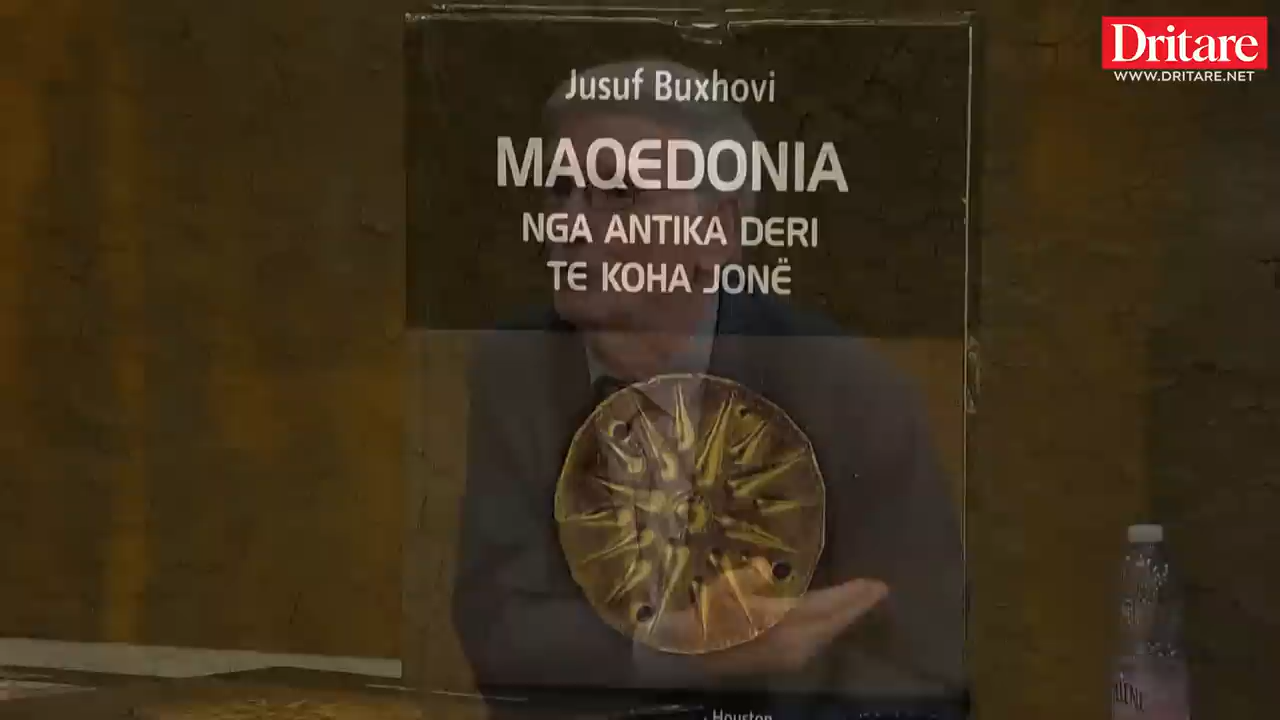 Dritare
WWW.DRITARE.NET
Jusuf Buxhovi
MAQEDONIA
NGA ANTIKA DERI
TE KOHA JONË
Houston